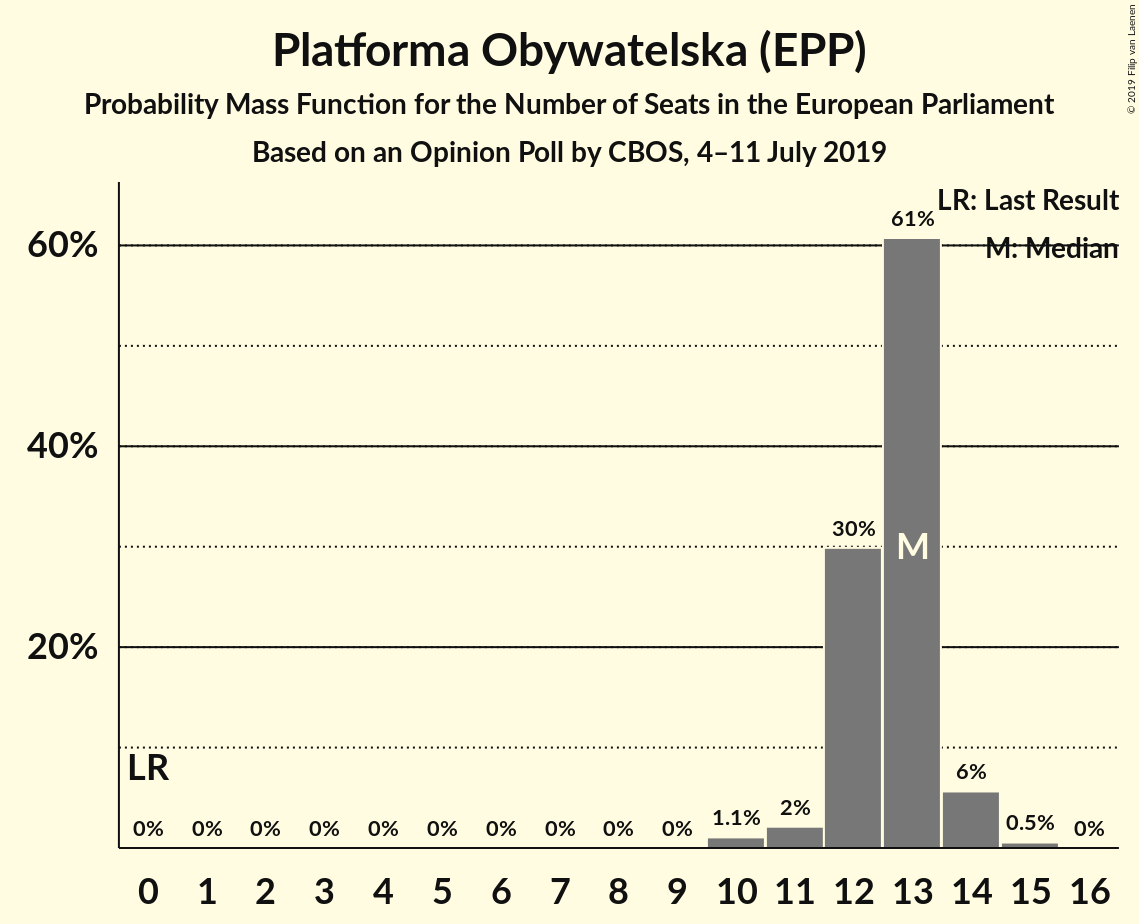 Platforma Obywatelska (EPP)
Probability Mass Function for the Number of Seats in the European Parliament
Based on an Opinion Poll by CBOS, 4–11 July 2019
© 2019 Filip van Laenen
LR: Last Result
M: Median
61%
60%
40%
30%
M
20%
LR
0% 0% 0% 0% 0% 0% 0% 0% 0% 0% 1.1% 2% 6% 0.5% 0%
0 1 2 3 4 5 6 7 8 9 10 11 12 13 14 15 16